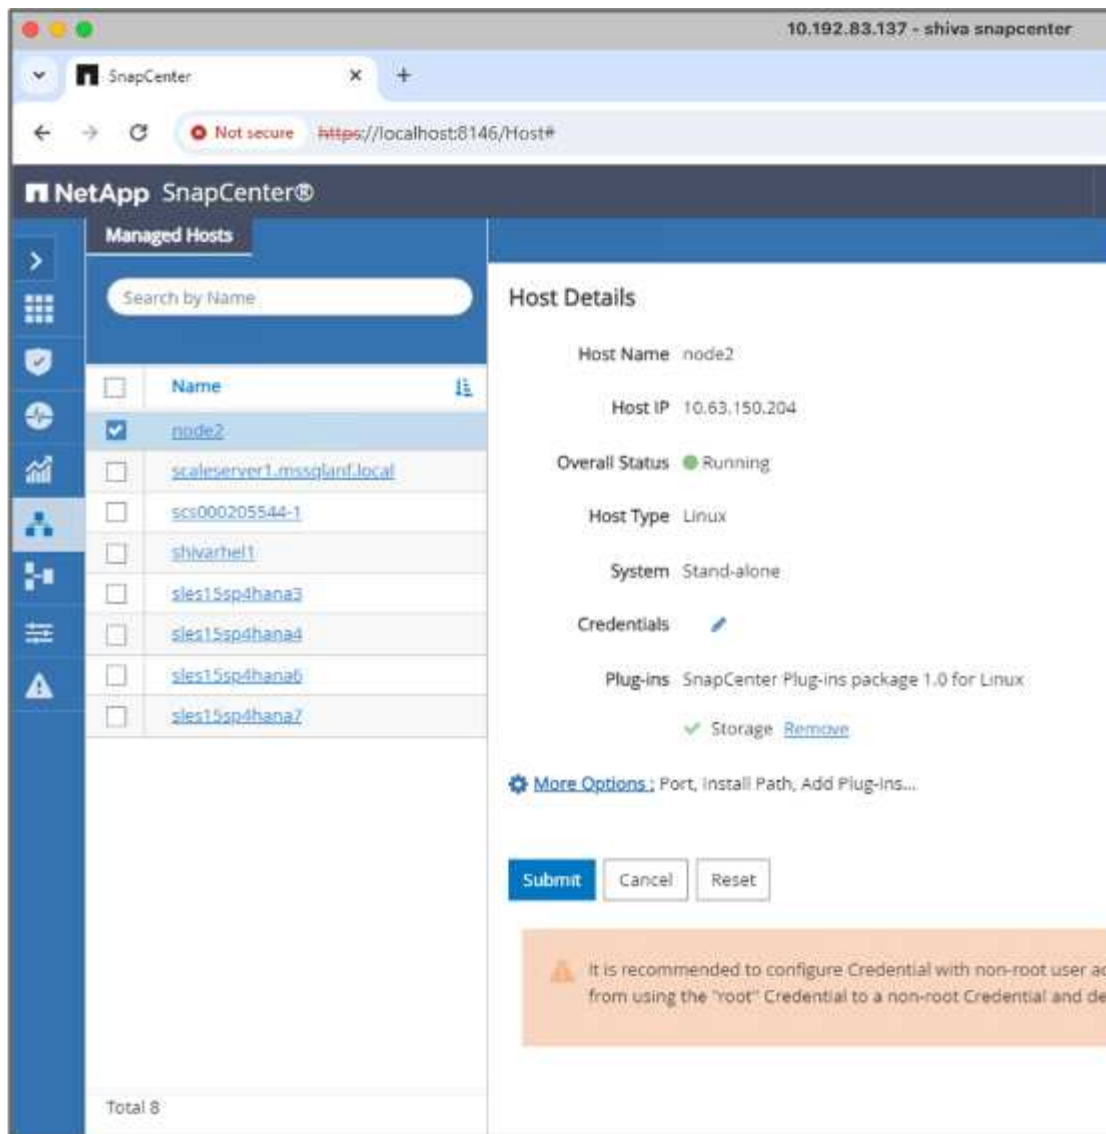 10.192.83.137 - shiva snapcenter
SnapCenter
Not secure https://localhost:8146/Host#
NetApp SnapCenter®
Managed Hosts
Search by Name
Name
node2
scaleserver1.mssqlanf.local
scs000205544-1
shivarhel1
sles15sp4hana3
sles15sp4hana4
sles15sp4hana6
sles15sp4hana7
Total 8
Host Details
Host Name node2
Host IP 10.63.150.204
Overall Status Running
Host Type Linux
System Stand-alone
Credentials
Plug-ins SnapCenter Plug-ins package 1.0 for Linux
Storage Remove
More Options : Port, Install Path, Add Plug-Ins...
Submit Cancel Reset
It is recommended to configure Credential with non-root user ac
from using the "root" Credential to a non-root Credential and de